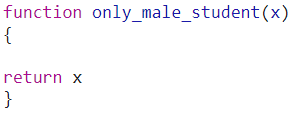 function only_male_student(x)
{
return x
}